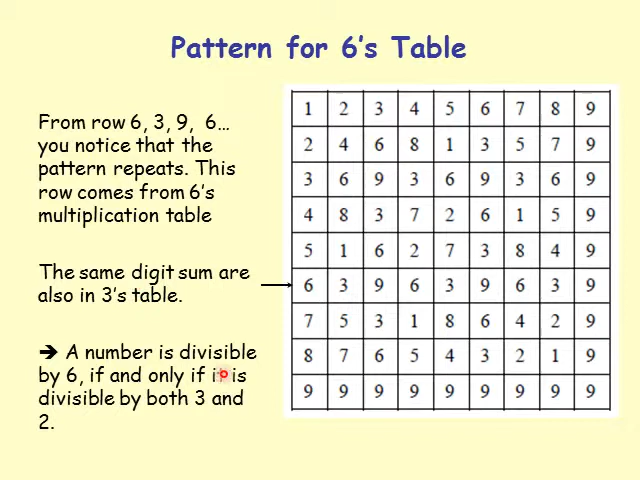 Pattern for 6's Table
From row 6, 3, 9, 6…
you notice that the
pattern repeats. This
row comes from 6's
multiplication table
The same digit sum are
also in 3's table.
➔ A number is divisible
by 6, if and only if it is
divisible by both 3 and
2.
1 2 3 4 5 6 7 8 9
2 4 6 8 1 3 5 7 9
3 6 9 3 6 9 3 6 9
4 8 3 7 2 6 1 5 9
5 1 6 2 7 3 8 4 9
6 3 9 6 3 9 6 3 9
7 5 3 1 8 6 4 2 9
8 7 6 5 4 3 2 1 9
9 9 9 9 9 9 9 9 9